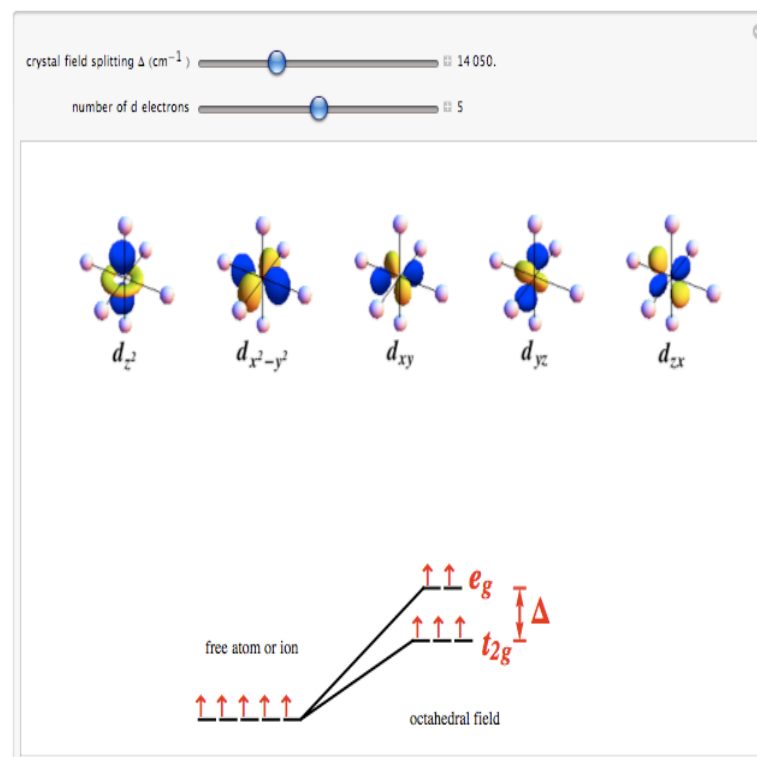 crystal field splitting Δ (cm⁻¹) 14 050.
number of d electrons 5
d_z² d_x²−y² d_xy d_yz d_zx
e_g
Δ
free atom or ion t_2g
octahedral field